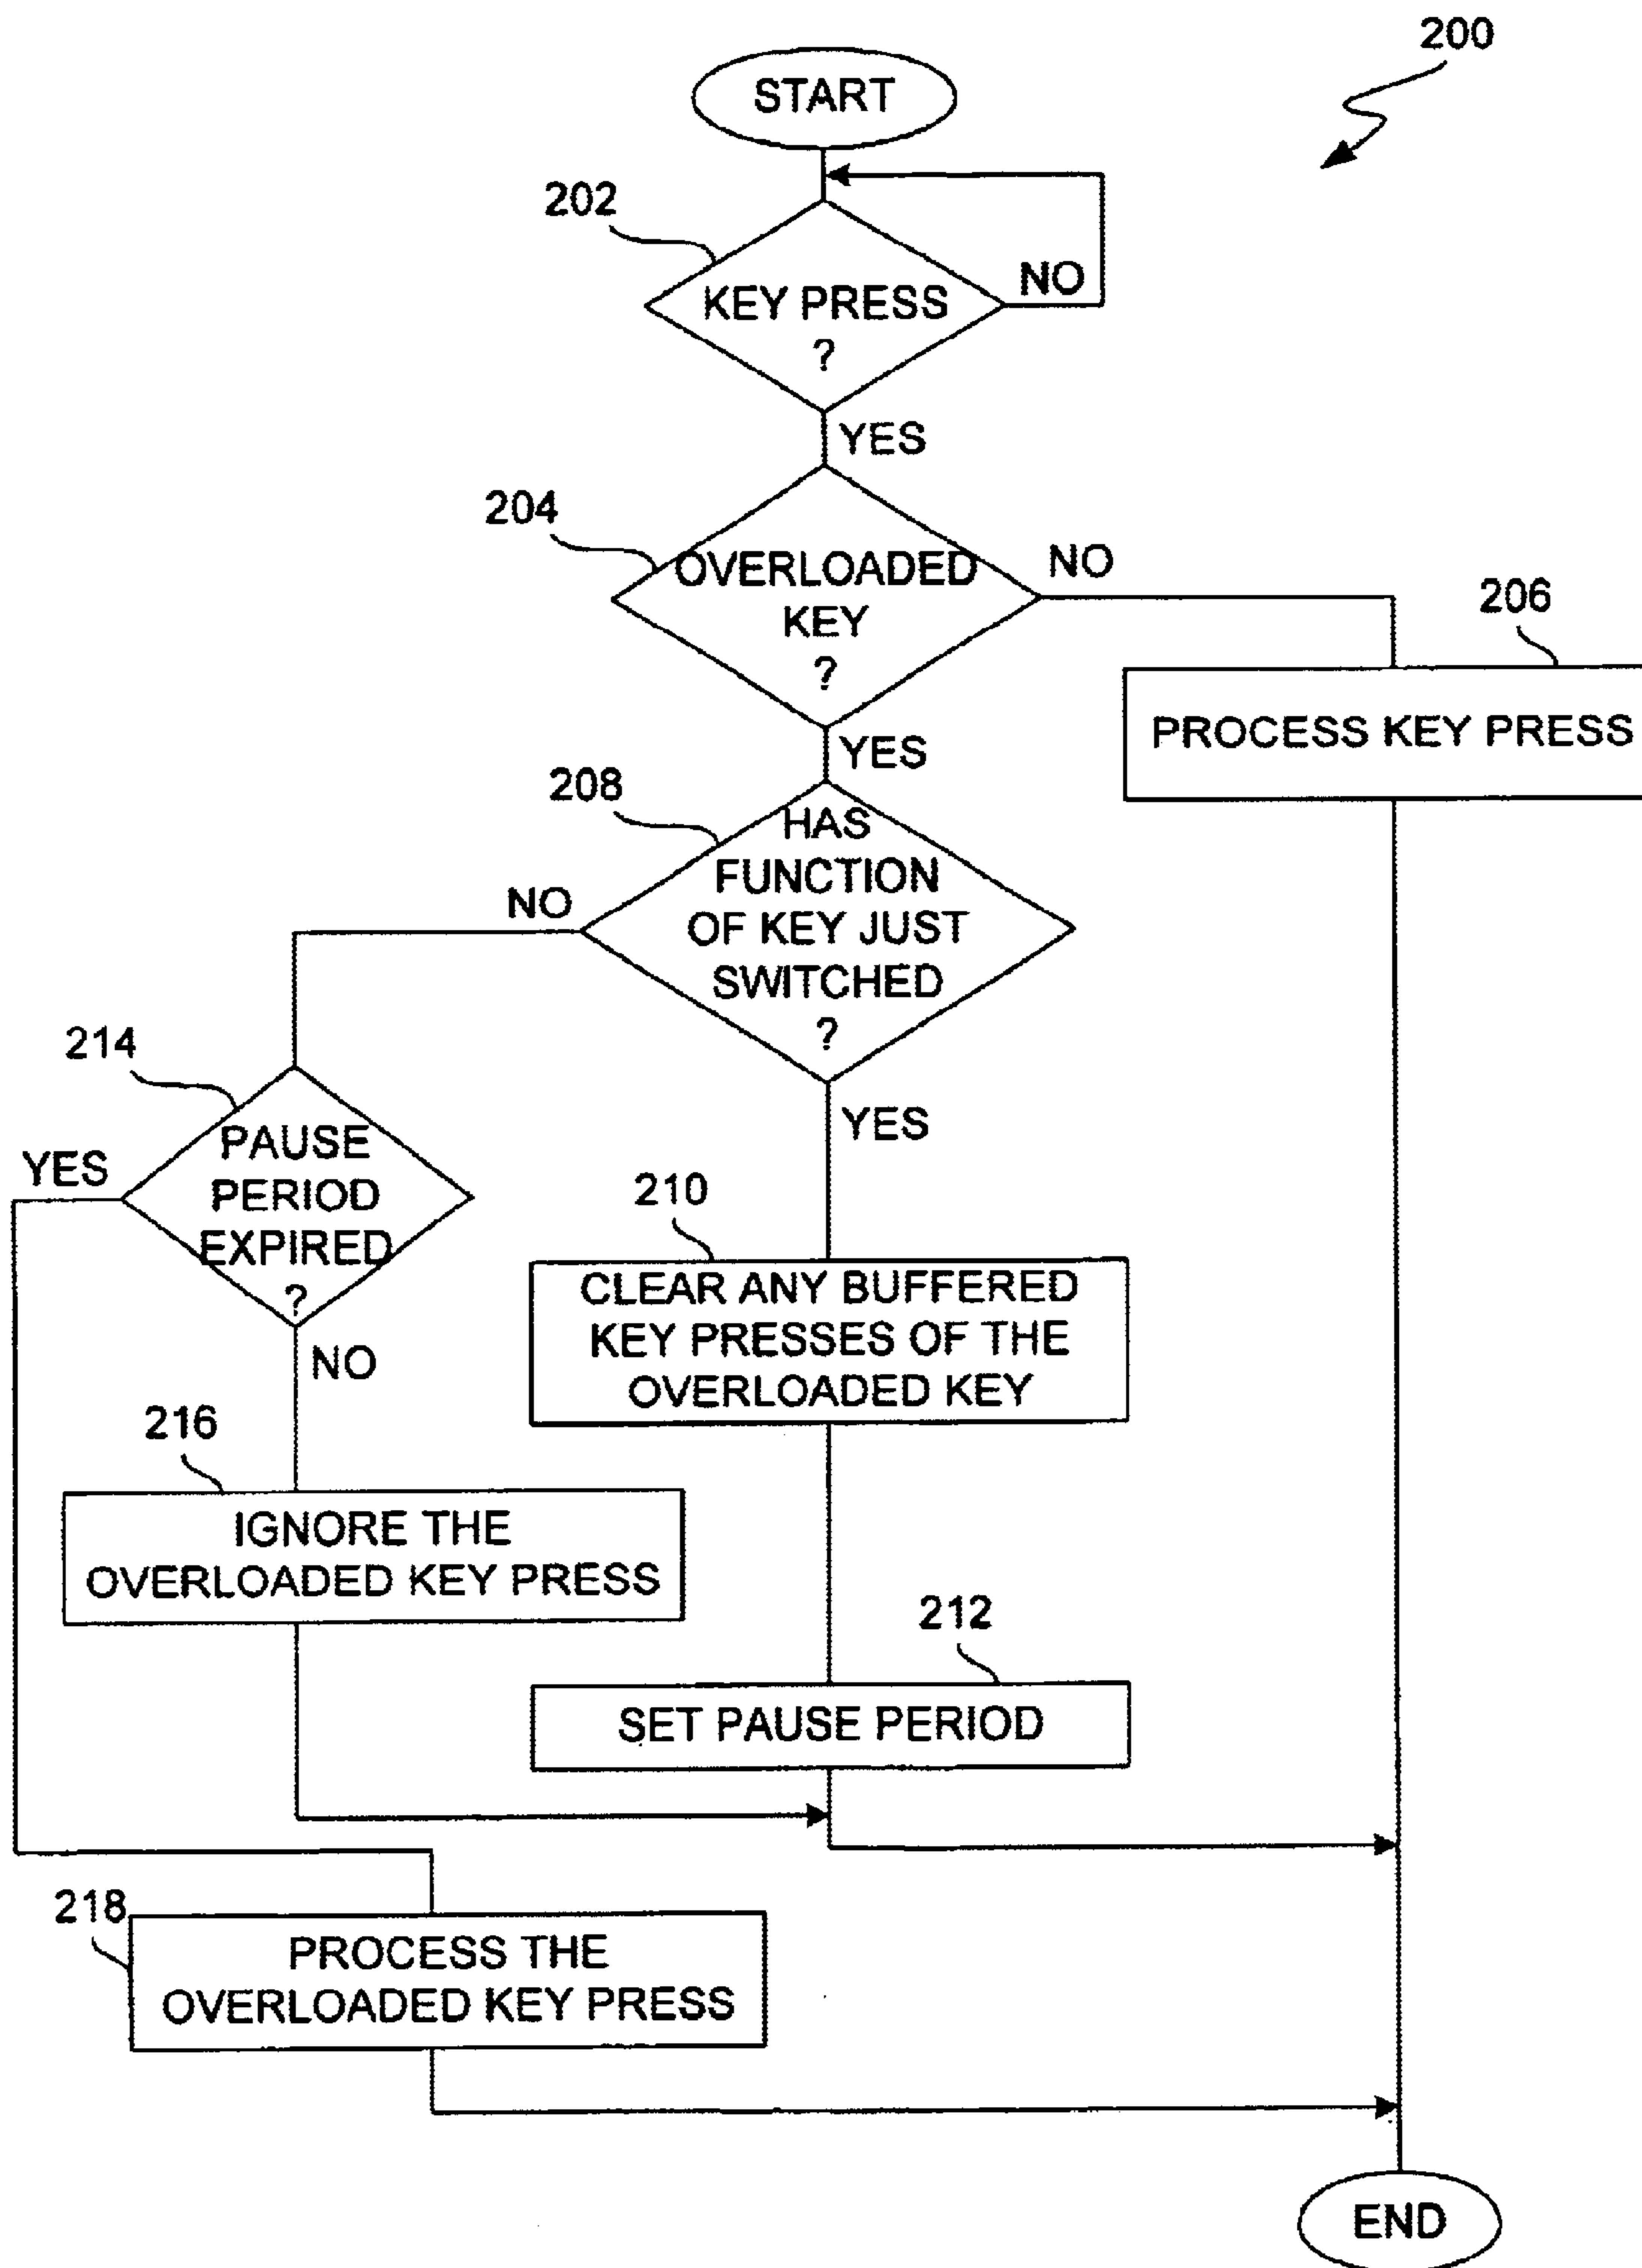 200
START
202
KEY PRESS
?
NO
YES
204
OVERLOADED
KEY
?
NO
206
PROCESS KEY PRESS
YES
208
HAS
FUNCTION
OF KEY JUST
SWITCHED
?
NO
YES
214
PAUSE
PERIOD
EXPIRED
?
YES
NO
210
CLEAR ANY BUFFERED
KEY PRESSES OF THE
OVERLOADED KEY
216
IGNORE THE
OVERLOADED KEY PRESS
212
SET PAUSE PERIOD
218
PROCESS THE
OVERLOADED KEY PRESS
END